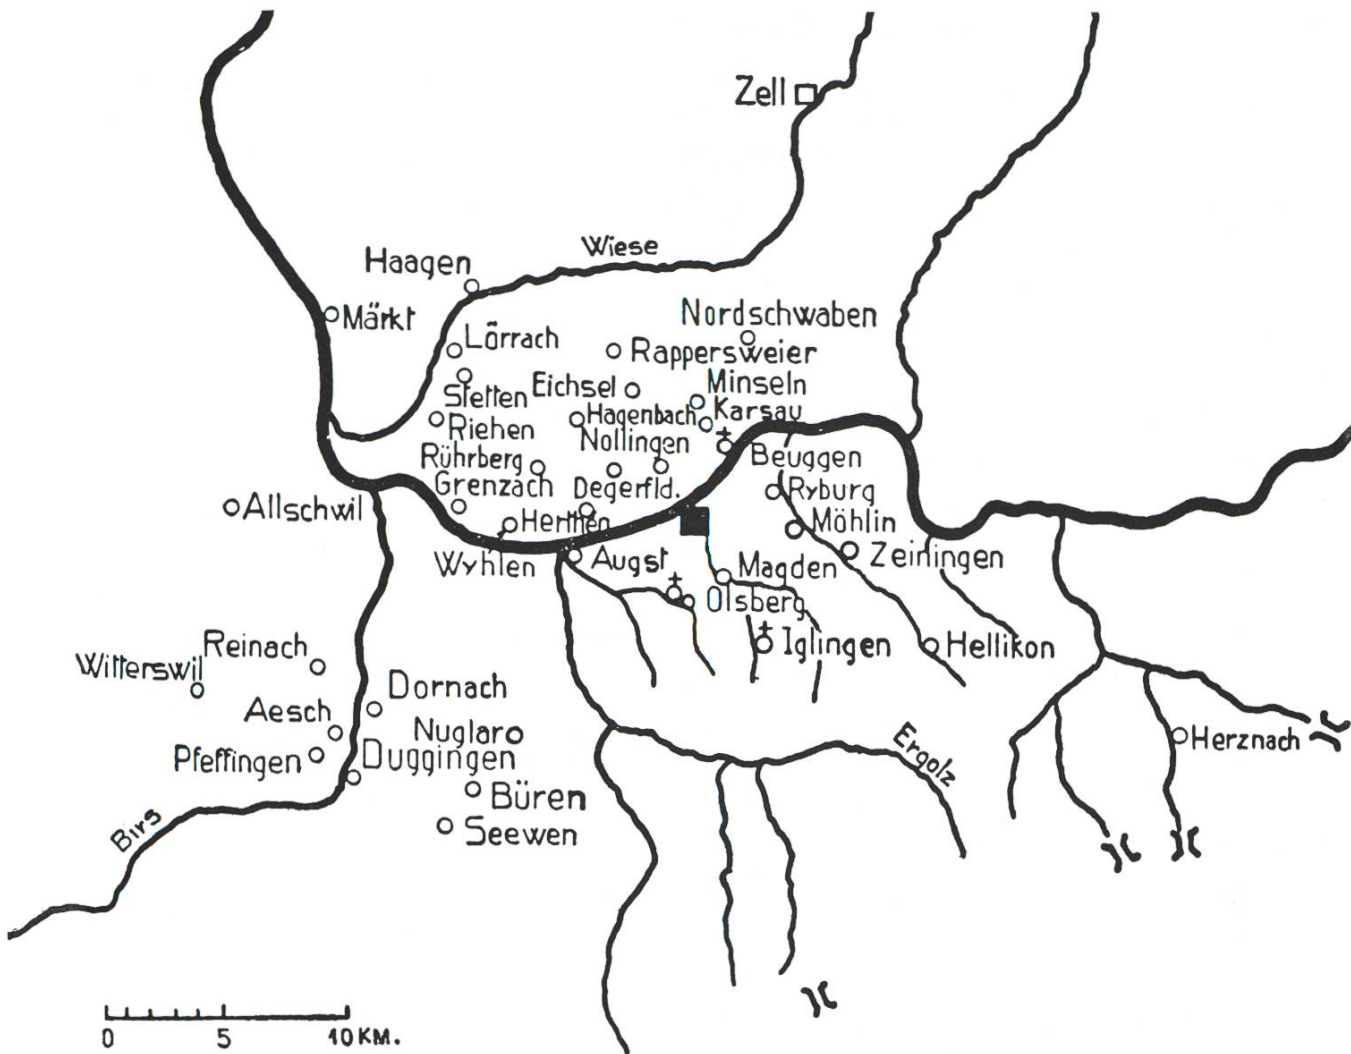 Zell
Wiese
Haagen
Märkt
Nordschwaben
Lörrach
Rappersweier
Stetten
Eichsel
Minseln
Hagenbach
Karsau
Riehen
Nollingen
Rührberg
Beuggen
Grenzach
Degerfld.
Ryburg
Allschwil
Herthen
Möhlin
Wyhlen
Augst
Magden
Zeiningen
Olsberg
Iglingen
Hellikon
Reinach
Witterswil
Dornach
Aesch
Nuglar
Ergolz
Herznach
Pfeffingen
Duggingen
Büren
Birs
Seewen
0 5 10 KM.